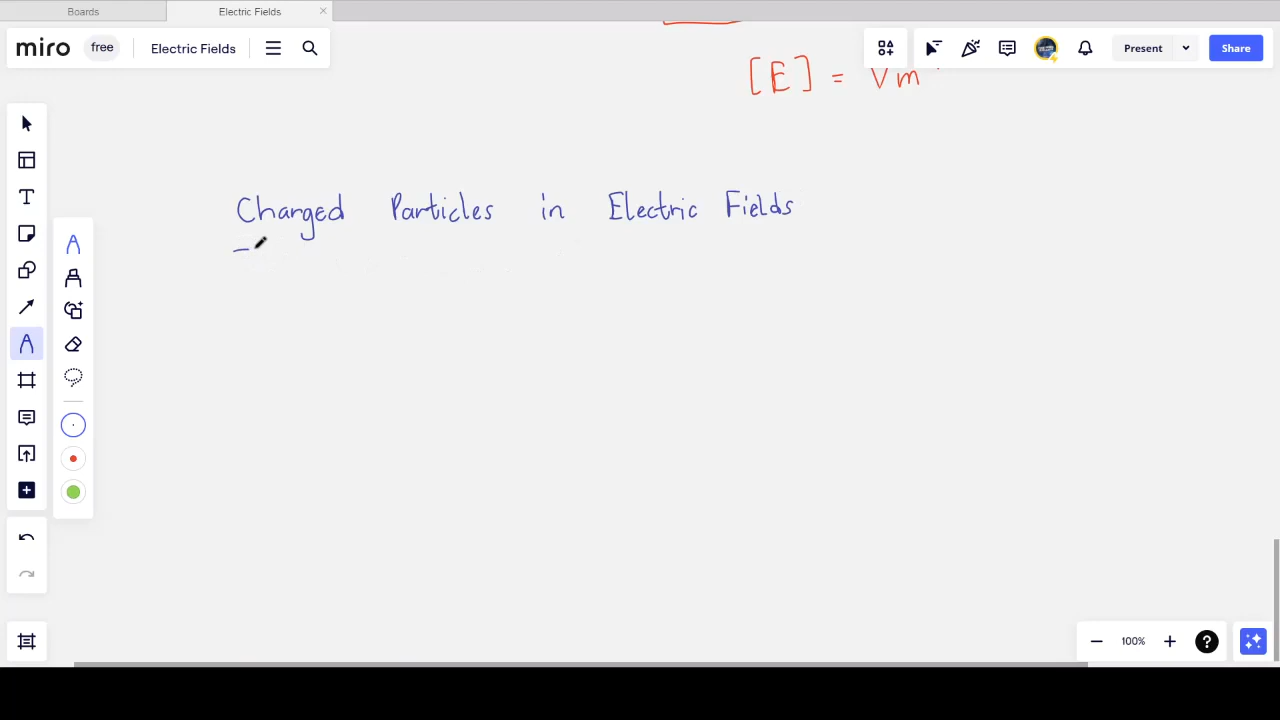 Boards
Electric Fields
miro free Electric Fields
Present
Share
[E] = Vm
Charged Particles in Electric Fields
100%
?